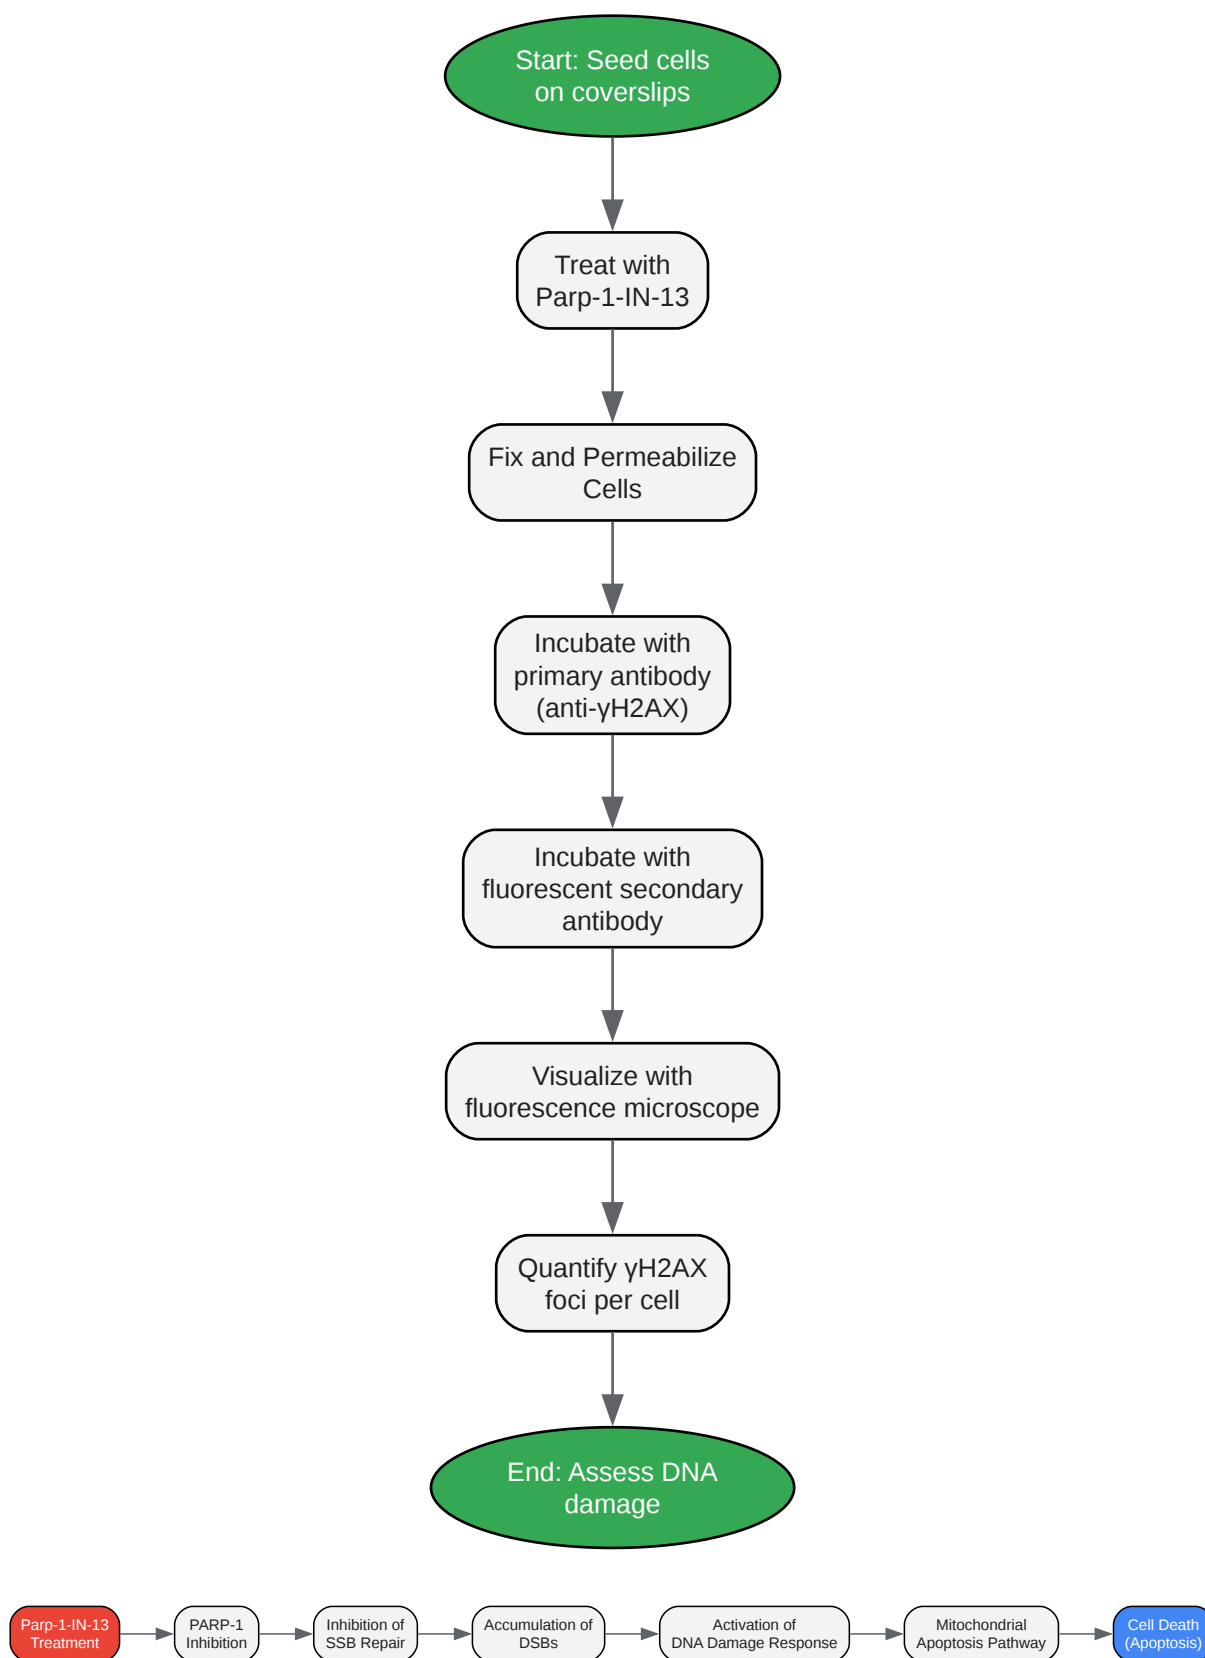 Start: Seed cells
on coverslips
Treat with
Parp-1-IN-13
Fix and Permeabilize
Cells
Incubate with
primary antibody
(anti-γH2AX)
Incubate with
fluorescent secondary
antibody
Visualize with
fluorescence microscope
Quantify γH2AX
foci per cell
End: Assess DNA
damage
Parp-1-IN-13
Treatment
PARP-1
Inhibition
Inhibition of
SSB Repair
Accumulation of
DSBs
Activation of
DNA Damage Response
Mitochondrial
Apoptosis Pathway
Cell Death
(Apoptosis)